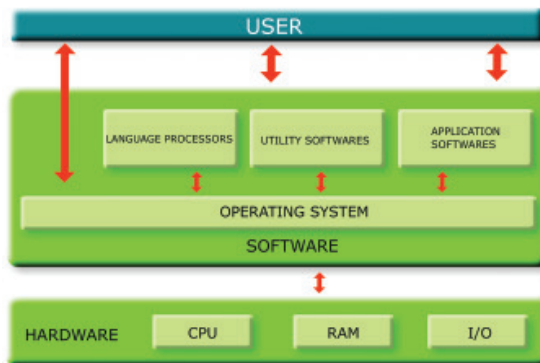 USER
LANGUAGE PROCESSORS
UTILITY SOFTWARES
APPLICATION
SOFTWARES
OPERATING SYSTEM
SOFTWARE
HARDWARE
CPU
RAM
I/O